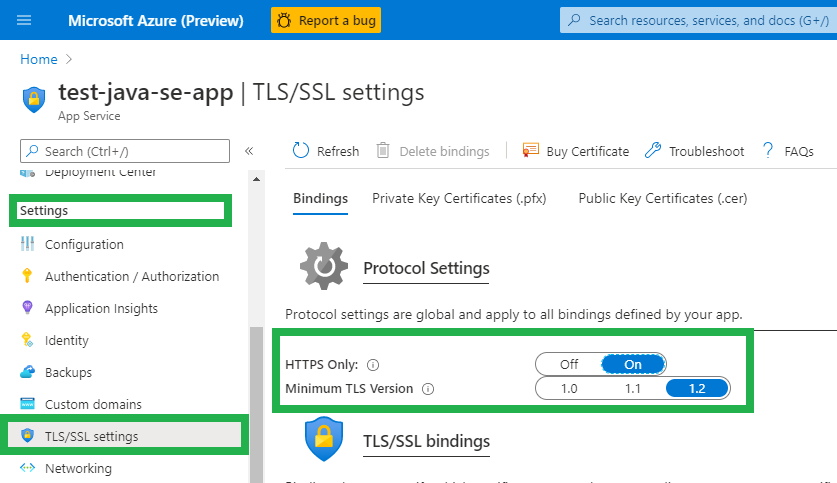 Microsoft Azure (Preview)
Report a bug
Search resources, services, and docs (G+/)
Home
test-java-se-app | TLS/SSL settings
App Service
Search (Ctrl+/)
«
Refresh
Delete bindings
Buy Certificate
Troubleshoot
? FAQs
Deployment Center
Settings
Configuration
Authentication / Authorization
Application Insights
Identity
Backups
Custom domains
TLS/SSL settings
Networking
Bindings
Private Key Certificates (.pfx)
Public Key Certificates (.cer)
Protocol Settings
Protocol settings are global and apply to all bindings defined by your app.
HTTPS Only:
Off
On
Minimum TLS Version
1.0
1.1
1.2
TLS/SSL bindings